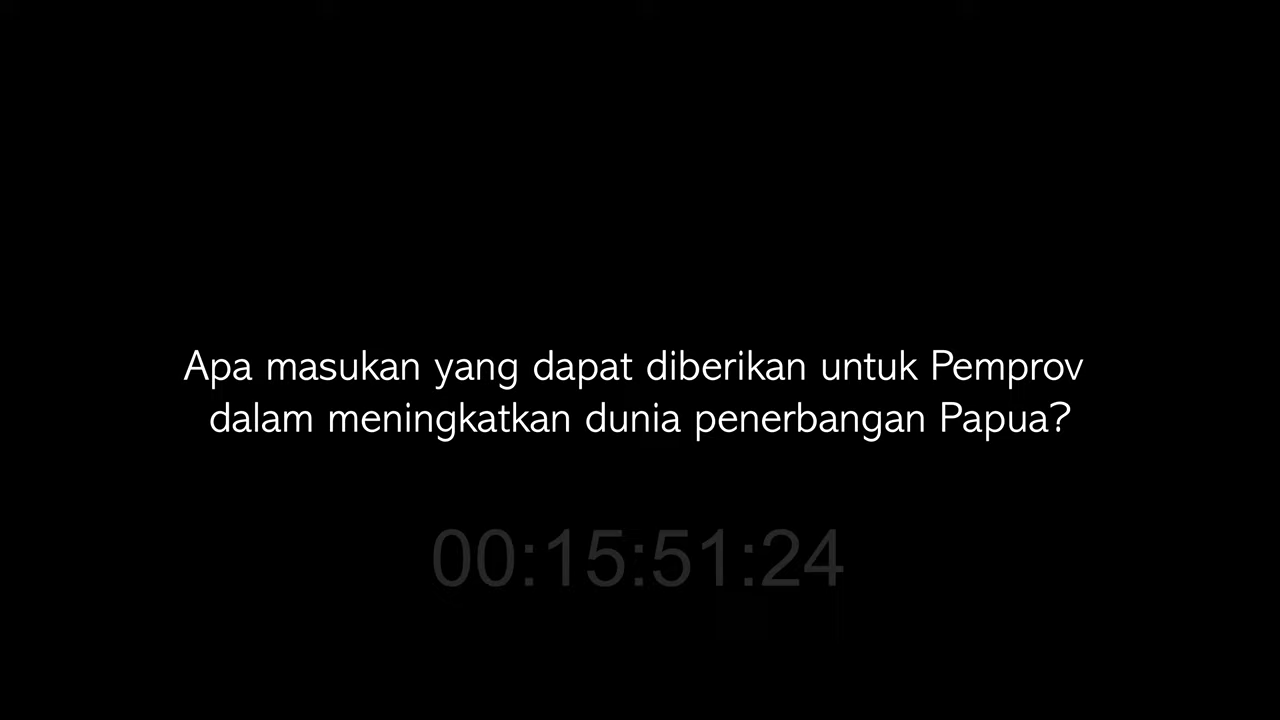 Apa masukan yang dapat diberikan untuk Pemprov
dalam meningkatkan dunia penerbangan Papua?
00:15:51:24